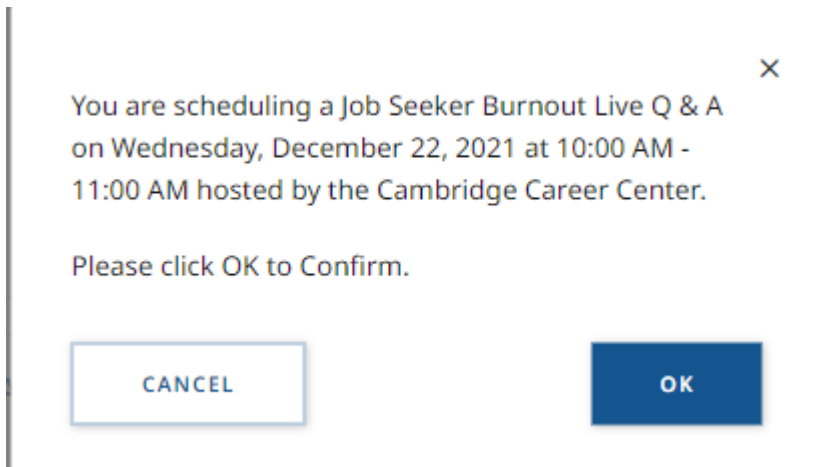 ×
You are scheduling a Job Seeker Burnout Live Q & A
on Wednesday, December 22, 2021 at 10:00 AM -
11:00 AM hosted by the Cambridge Career Center.
Please click OK to Confirm.
CANCEL
OK